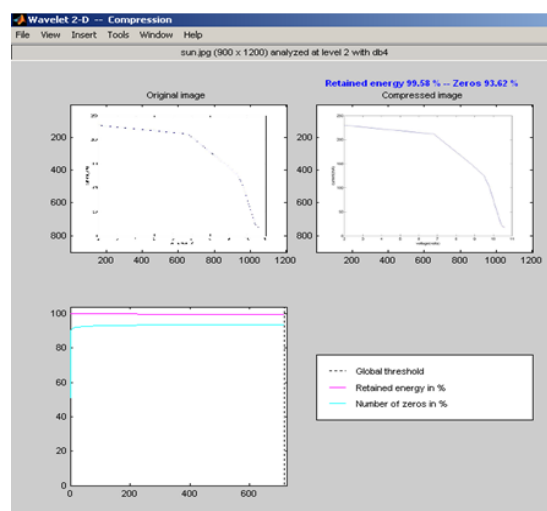 Wavelet 2-D -- Compression
File View Insert Tools Window Help
sun.jpg (900 x 1200) analyzed at level 2 with db4
Retained energy 99.58 % -- Zeros 93.62 %
Original image
Compressed image
200
400
600
800
200 400 600 800 1000 1200
200
400
600
800
200 400 600 800 1000 1200
100
80
60
40
20
0
0 200 400 600
Global threshold
Retained energy in %
Number of zeros in %